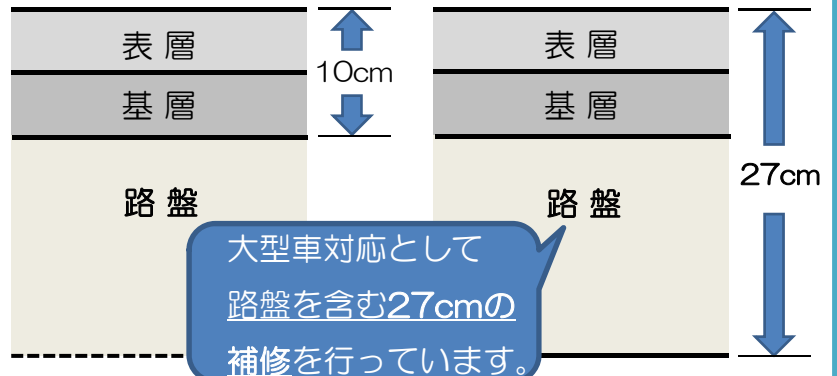 表層
基層
路盤
10cm
表層
基層
路盤
27cm
大型車対応として
路盤を含む27cmの
補修を行っています。